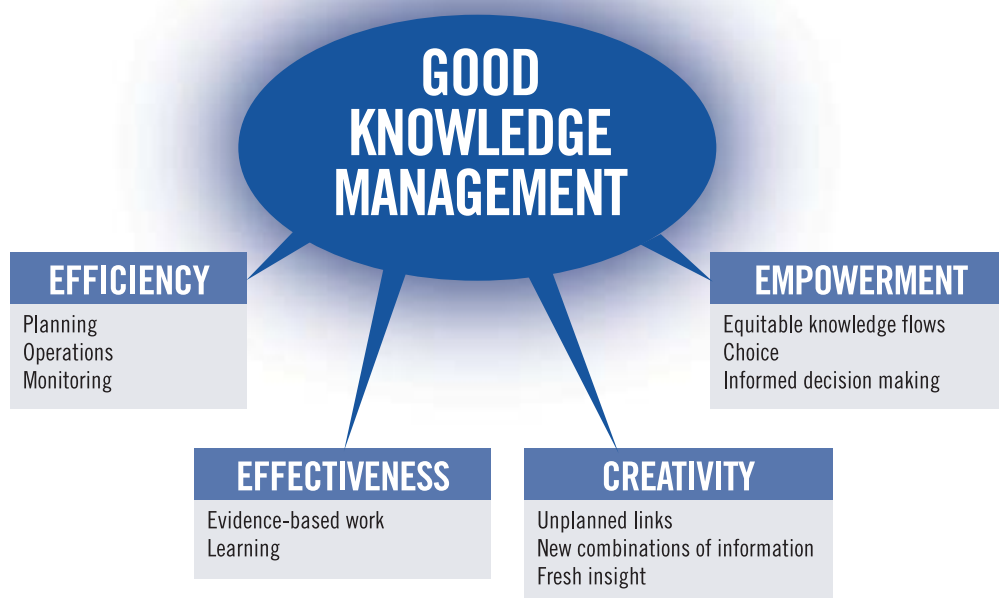 GOOD
KNOWLEDGE
MANAGEMENT
EFFICIENCY
Planning
Operations
Monitoring
EFFECTIVENESS
Evidence-based work
Learning
CREATIVITY
Unplanned links
New combinations of information
Fresh insight
EMPOWERMENT
Equitable knowledge flows
Choice
Informed decision making